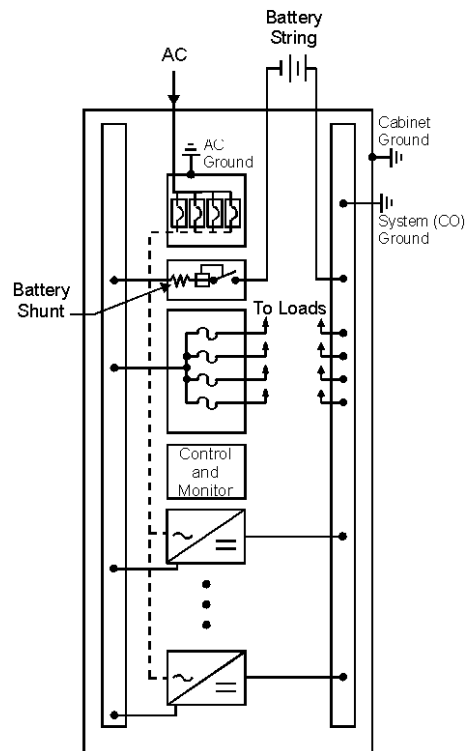 Battery
String
AC
Cabinet
Ground
AC
Ground
System (CO)
Ground
Battery
Shunt
To Loads
Control
and
Monitor